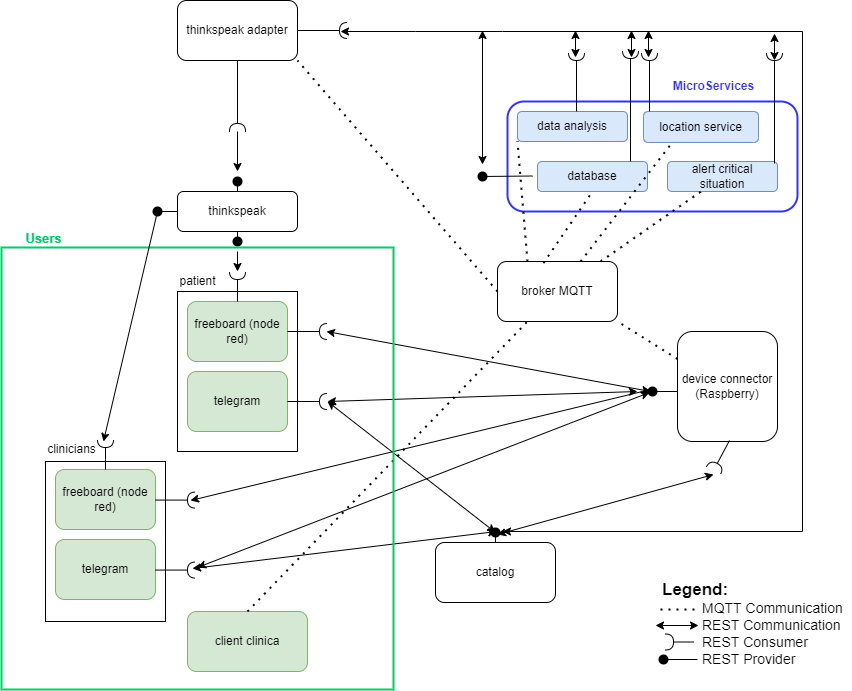 thinkspeak adapter
MicroServices
data analysis
location service
database
alert critical
situation
thinkspeak
Users
patient
broker MQTT
freeboard (node
red)
telegram
device connector
(Raspberry)
clinicians
freeboard (node
red)
telegram
catalog
client clinica
Legend:
MQTT Communication
REST Communication
REST Consumer
REST Provider